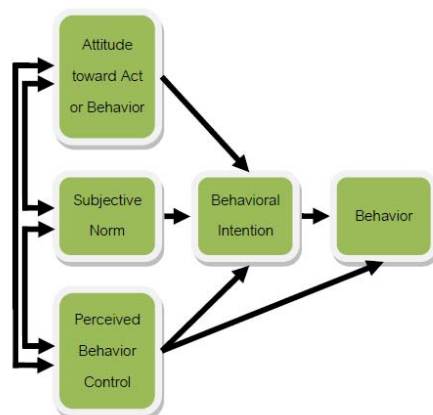 Attitude
toward Act
or Behavior
Subjective
Norm
Behavioral
Intention
Behavior
Perceived
Behavior
Control